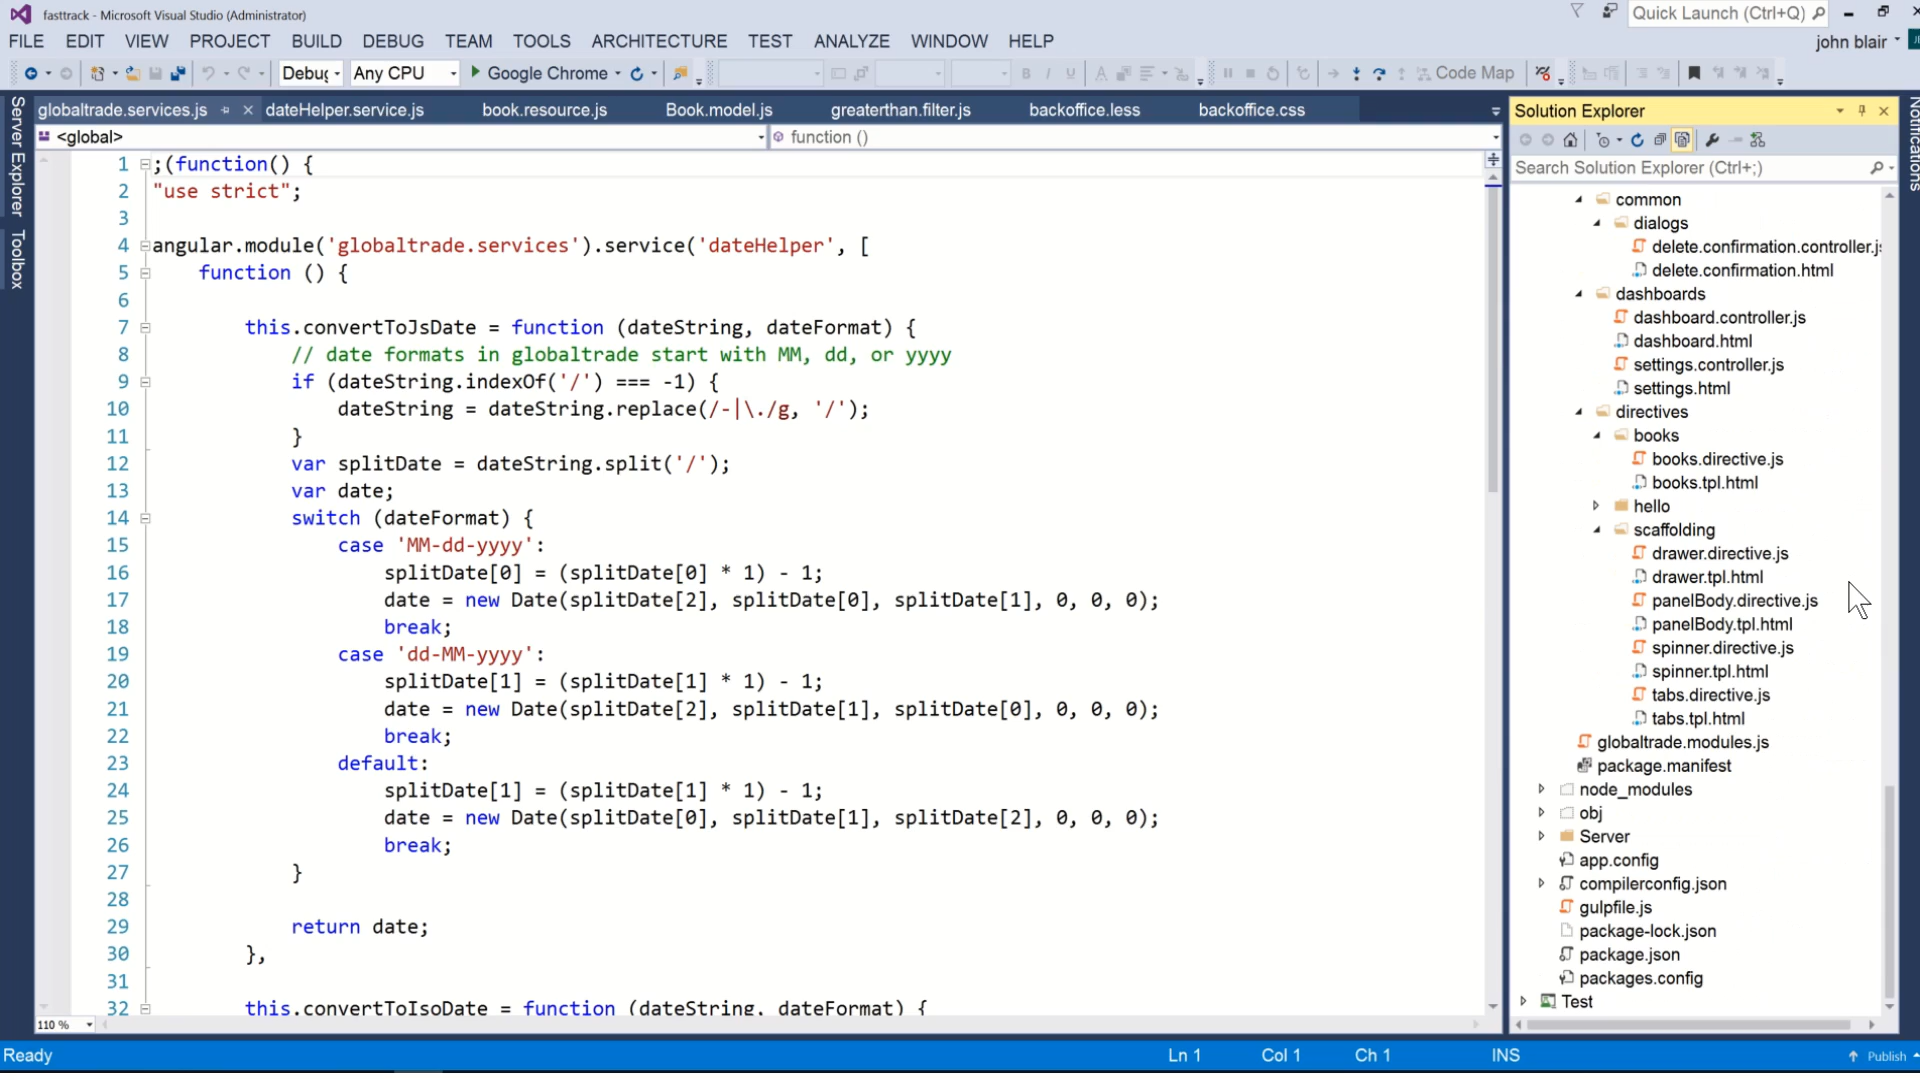 fasttrack - Microsoft Visual Studio (Administrator)
Quick Launch (Ctrl+Q)
FILE EDIT VIEW PROJECT BUILD DEBUG TEAM TOOLS ARCHITECTURE TEST ANALYZE WINDOW HELP
john blair
Debug Any CPU Google Chrome B I U A Code Map
Server Explorer
Toolbox
Notifications
globaltrade.services.js dateHelper.service.js book.resource.js Book.model.js greaterthan.filter.js backoffice.less backoffice.css
<global> function ()
1 ;(function() {
2 "use strict";
3
4 angular.module('globaltrade.services').service('dateHelper', [
5     function () {
6
7         this.convertToJsDate = function (dateString, dateFormat) {
8             // date formats in globaltrade start with MM, dd, or yyyy
9             if (dateString.indexOf('/') === -1) {
10                 dateString = dateString.replace(/-|\./g, '/');
11             }
12             var splitDate = dateString.split('/');
13             var date;
14             switch (dateFormat) {
15                 case 'MM-dd-yyyy':
16                     splitDate[0] = (splitDate[0] * 1) - 1;
17                     date = new Date(splitDate[2], splitDate[0], splitDate[1], 0, 0, 0);
18                     break;
19                 case 'dd-MM-yyyy':
20                     splitDate[1] = (splitDate[1] * 1) - 1;
21                     date = new Date(splitDate[2], splitDate[1], splitDate[0], 0, 0, 0);
22                     break;
23                 default:
24                     splitDate[1] = (splitDate[1] * 1) - 1;
25                     date = new Date(splitDate[0], splitDate[1], splitDate[2], 0, 0, 0);
26                     break;
27             }
28
29             return date;
30         },
31
32         this.convertToIsoDate = function (dateString, dateFormat) {
110 %
Solution Explorer
Search Solution Explorer (Ctrl+;)
common
dialogs
delete.confirmation.controller.js
delete.confirmation.html
dashboards
dashboard.controller.js
dashboard.html
settings.controller.js
settings.html
directives
books
books.directive.js
books.tpl.html
hello
scaffolding
drawer.directive.js
drawer.tpl.html
panelBody.directive.js
panelBody.tpl.html
spinner.directive.js
spinner.tpl.html
tabs.directive.js
tabs.tpl.html
globaltrade.modules.js
package.manifest
node_modules
obj
Server
app.config
compilerconfig.json
gulpfile.js
package-lock.json
package.json
packages.config
Test
Ready Ln 1 Col 1 Ch 1 INS Publish